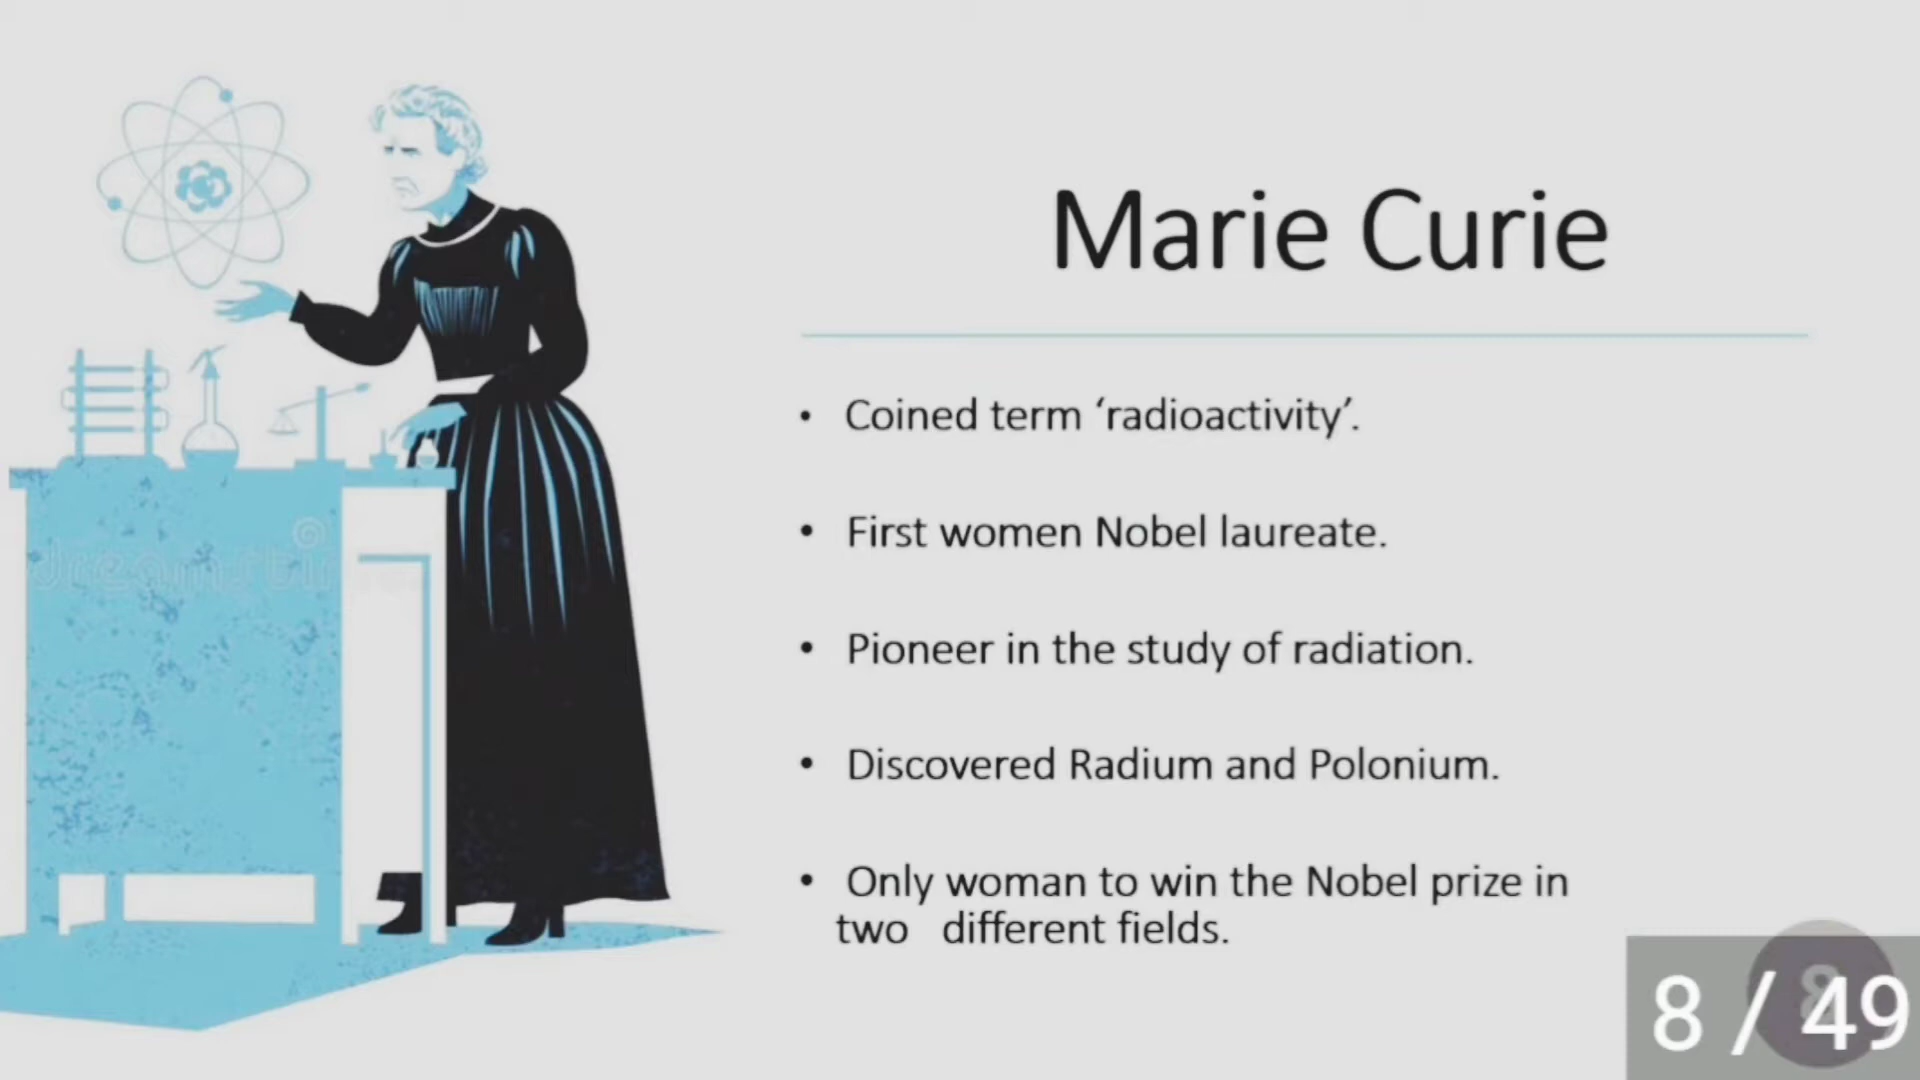 Marie Curie
• Coined term ‘radioactivity’.
• First women Nobel laureate.
• Pioneer in the study of radiation.
• Discovered Radium and Polonium.
• Only woman to win the Nobel prize in
two different fields.
8
8 / 49